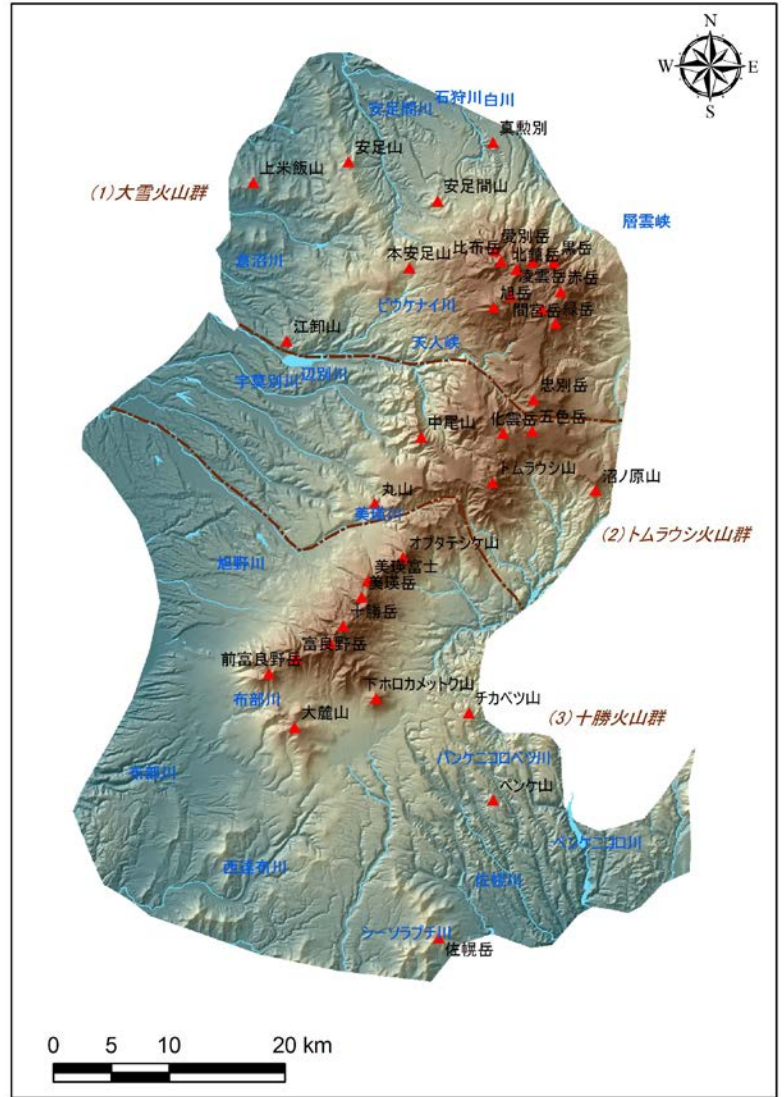 N
W
E
S
石狩川
白川
安足間川
真勲別
安足山
上米飯山
(1)大雪火山群
安足間山
層雲峡
愛別岳
比布岳
北鎮岳
黒岳
本安足山
倉沼川
凌雲岳
赤岳
ピウケナイ川
旭岳
間宮岳
緑岳
江卸山
天人峡
宇莫別川
辺別川
忠別岳
中尾山
化雲岳
五色岳
トムラウシ山
沼ノ原山
丸山
美瑛川
(2)トムラウシ火山群
オプタテシケ山
旭野川
美瑛富士
美瑛岳
十勝岳
富良野岳
前富良野岳
布部川
下ホロカメットク山
チカベツ山
大麓山
(3)十勝火山群
パンケニコロベツ川
布部川
ペンケ山
ペンケニコロ川
西達布川
佐幌川
シーソラプチ川
佐幌岳
0 5 10 20 km